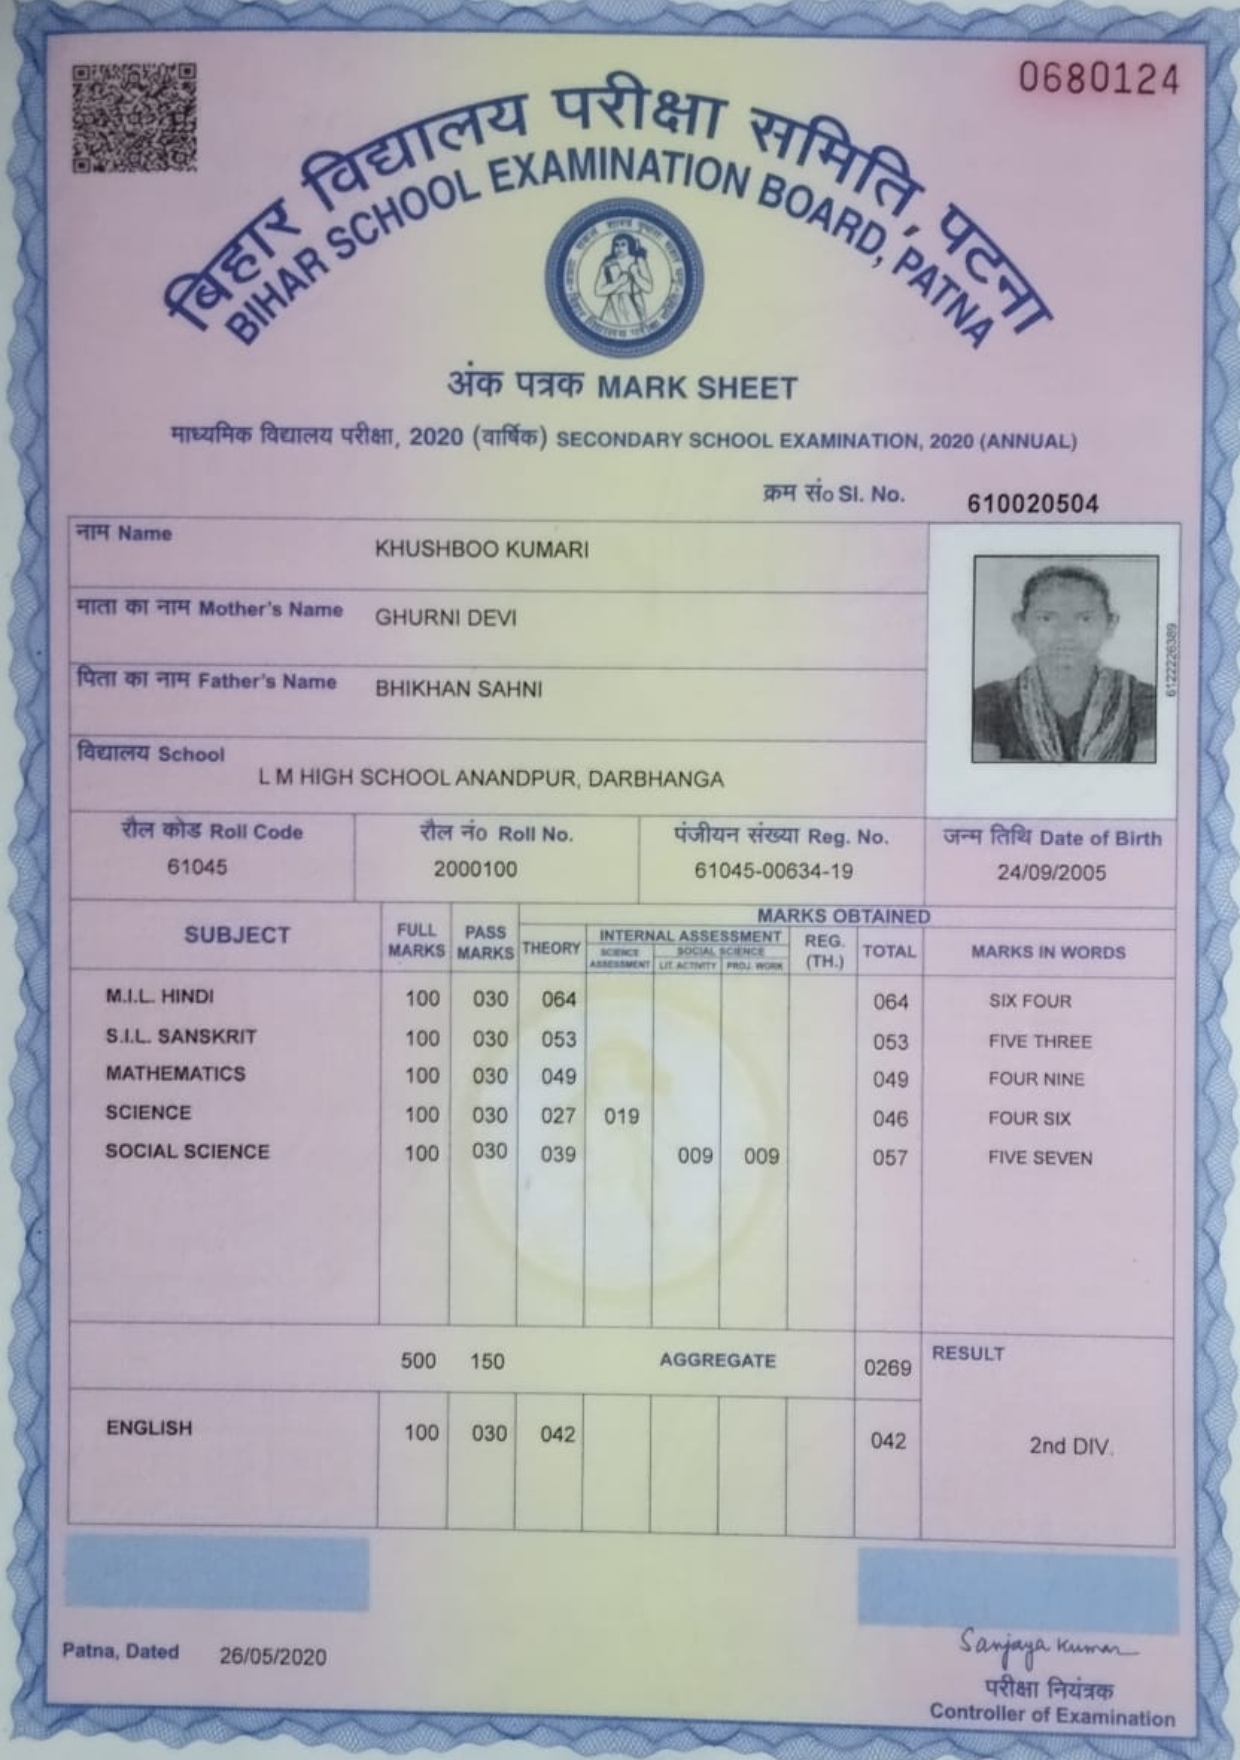 0680124
बिहार विद्यालय परीक्षा समिति, पटना
BIHAR SCHOOL EXAMINATION BOARD, PATNA
अंक पत्रक MARK SHEET
माध्यमिक विद्यालय परीक्षा, 2020 (वार्षिक) SECONDARY SCHOOL EXAMINATION, 2020 (ANNUAL)
क्रम सं० Sl. No. 610020504
नाम Name KHUSHBOO KUMARI
माता का नाम Mother's Name GHURNI DEVI
पिता का नाम Father's Name BHIKHAN SAHNI
6122226389
विद्यालय School
L M HIGH SCHOOL ANANDPUR, DARBHANGA
रौल कोड Roll Code रौल नं० Roll No. पंजीयन संख्या Reg. No. जन्म तिथि Date of Birth
61045 2000100 61045-00634-19 24/09/2005
MARKS OBTAINED
SUBJECT FULL MARKS PASS MARKS THEORY INTERNAL ASSESSMENT REG. (TH.) TOTAL MARKS IN WORDS
SCIENCE ASSESSMENT SOCIAL SCIENCE LIT. ACTIVITY PROJ. WORK
M.I.L. HINDI 100 030 064 064 SIX FOUR
S.I.L. SANSKRIT 100 030 053 053 FIVE THREE
MATHEMATICS 100 030 049 049 FOUR NINE
SCIENCE 100 030 027 019 046 FOUR SIX
SOCIAL SCIENCE 100 030 039 009 009 057 FIVE SEVEN
500 150 AGGREGATE 0269 RESULT
ENGLISH 100 030 042 042 2nd DIV.
Patna, Dated 26/05/2020
Sanjaya Kumar
परीक्षा नियंत्रक
Controller of Examination